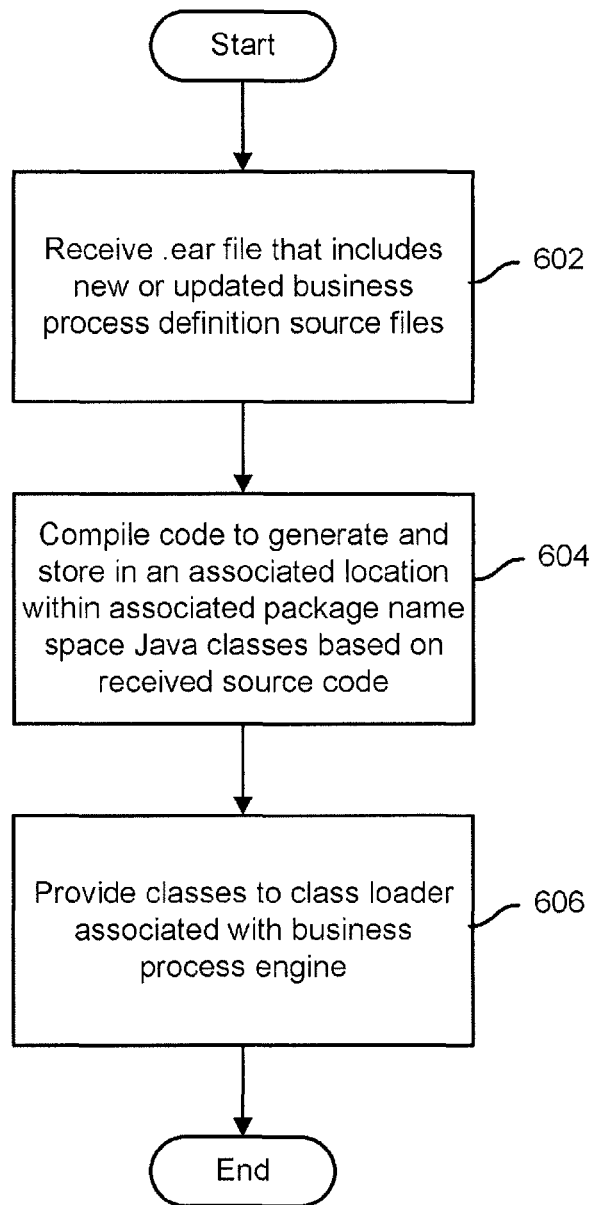 Start
Receive .ear file that includes
new or updated business
process definition source files
602
Compile code to generate and
store in an associated location
within associated package name
space Java classes based on
received source code
604
Provide classes to class loader
associated with business
process engine
606
End